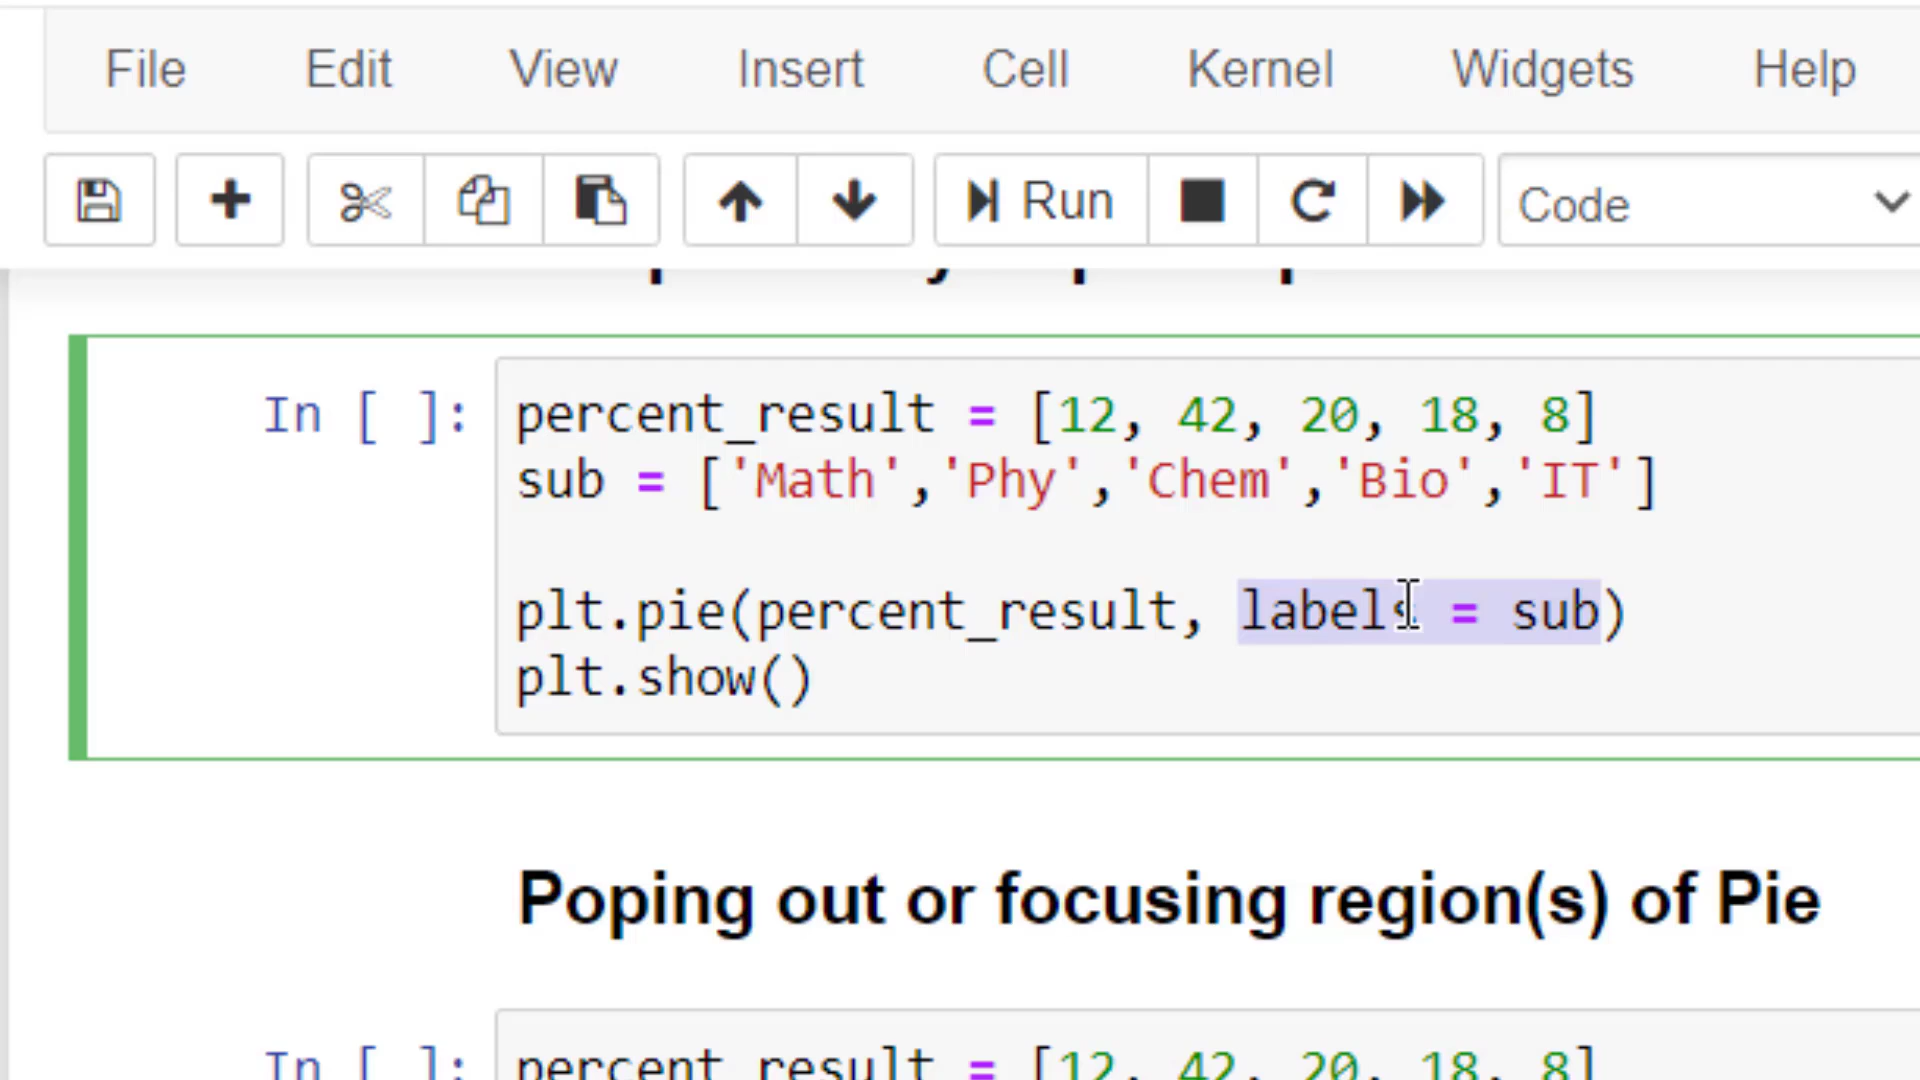 File Edit View Insert Cell Kernel Widgets Help
Run Code
In [ ]: percent_result = [12, 42, 20, 18, 8]
sub = ['Math','Phy','Chem','Bio','IT']
plt.pie(percent_result, labels = sub)
plt.show()
Poping out or focusing region(s) of Pie
In [ ]: percent_result = [12, 42, 20, 18, 8]